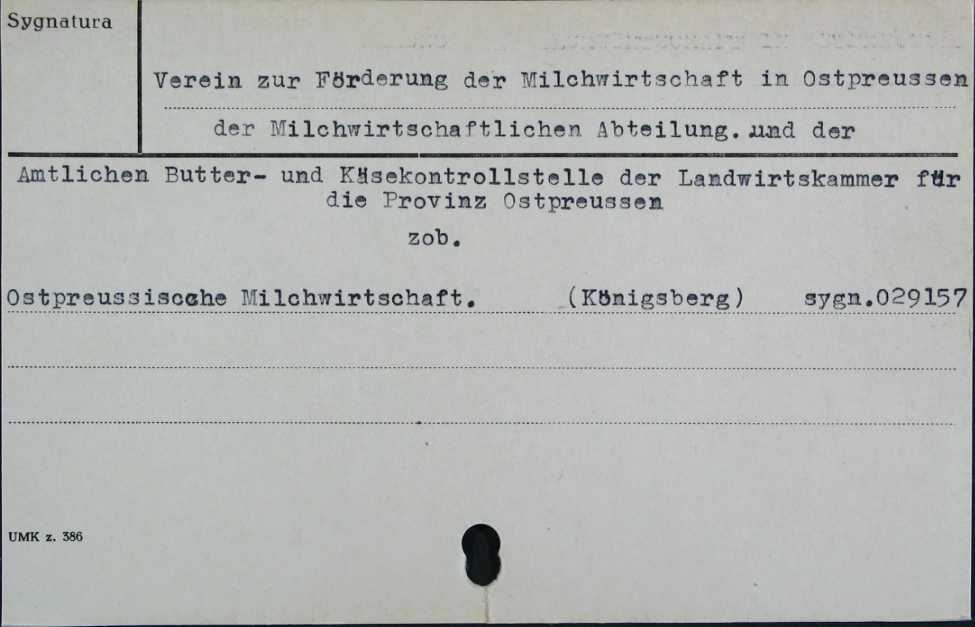 Sygnatura
Verein zur Förderung der Milchwirtschaft in Ostpreussen
der Milchwirtschaftlichen Abteilung. und der
Amtlichen Butter- und Käsekontrollstelle der Landwirtskammer für
die Provinz Ostpreussen
zob.
Ostpreussiscche Milchwirtschaft. (Königsberg) sygn.029157
UMK z. 386